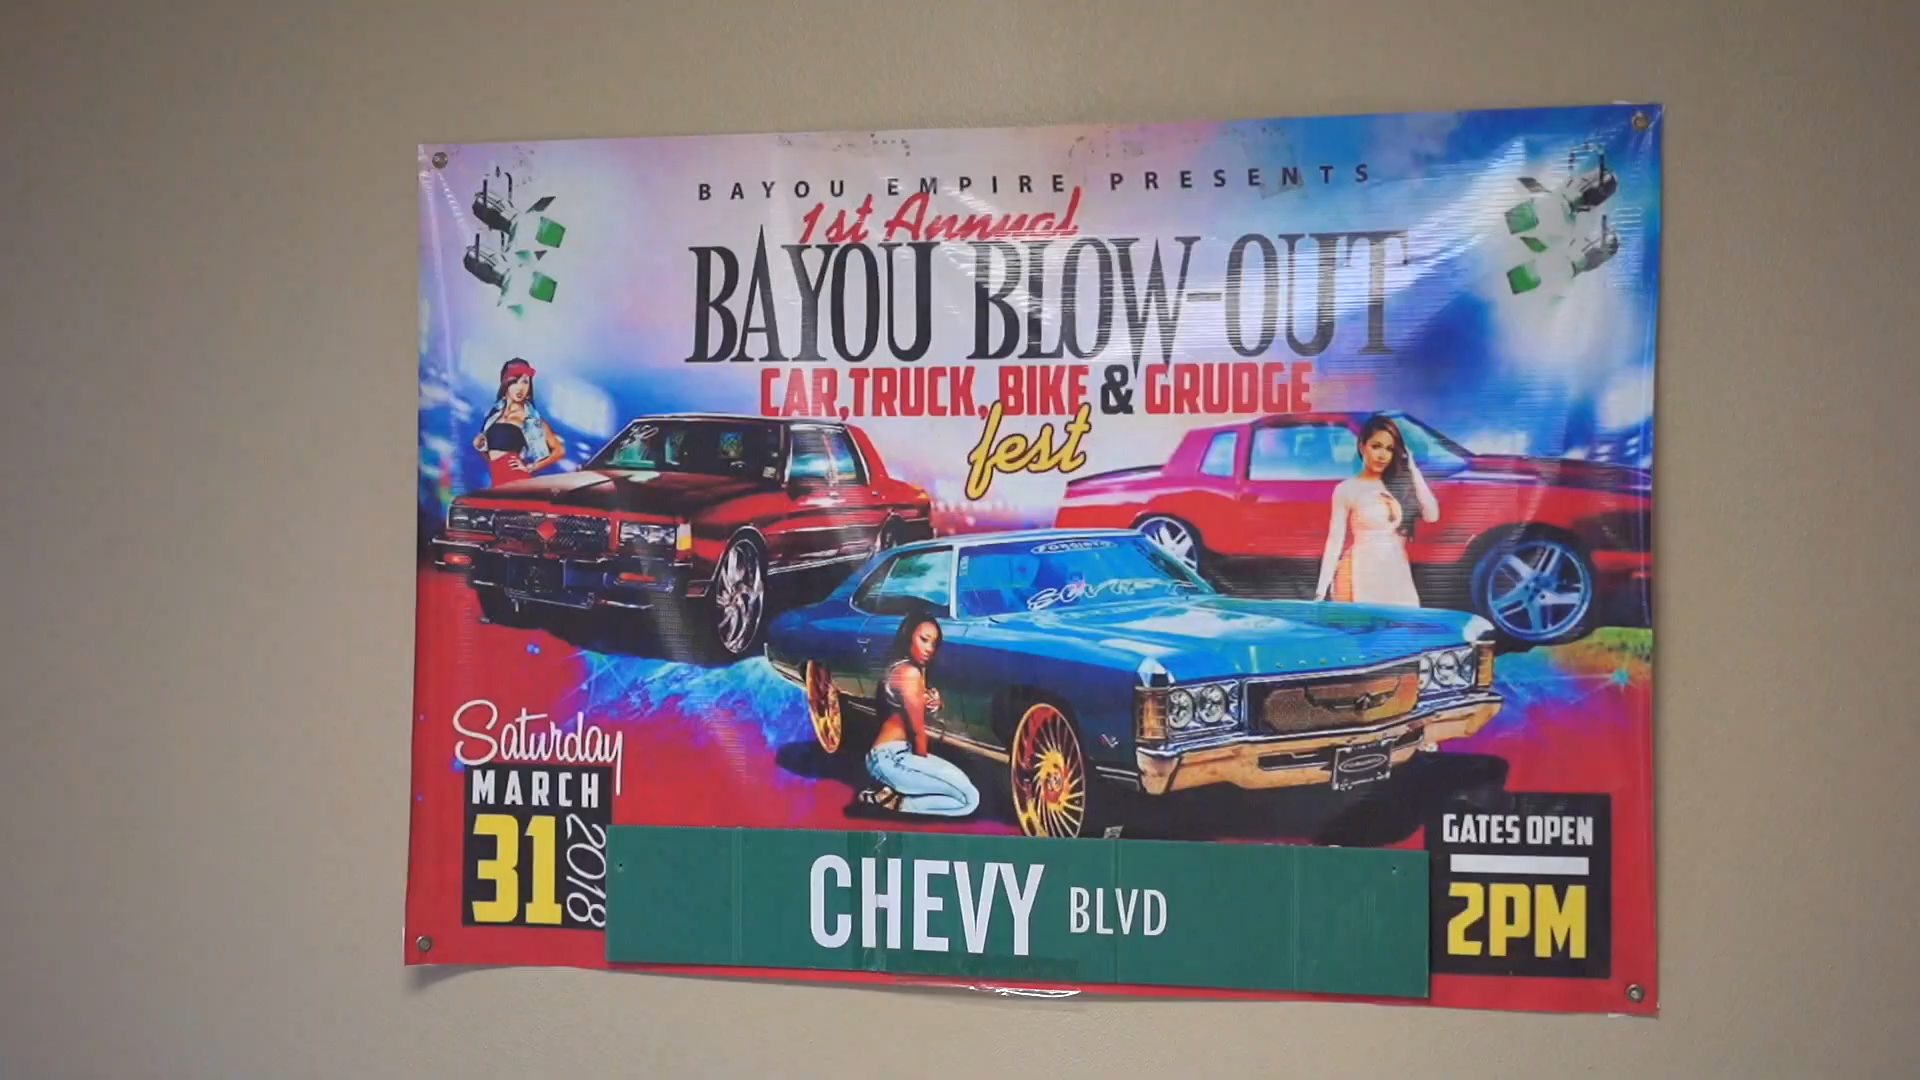 BAYOU EMPIRE PRESENTS
1st Annual
BAYOU BLOW-OUT
CAR, TRUCK, BIKE & GRUDGE
fest
Saturday
MARCH
31
2018
GATES OPEN
2PM
CHEVY BLVD